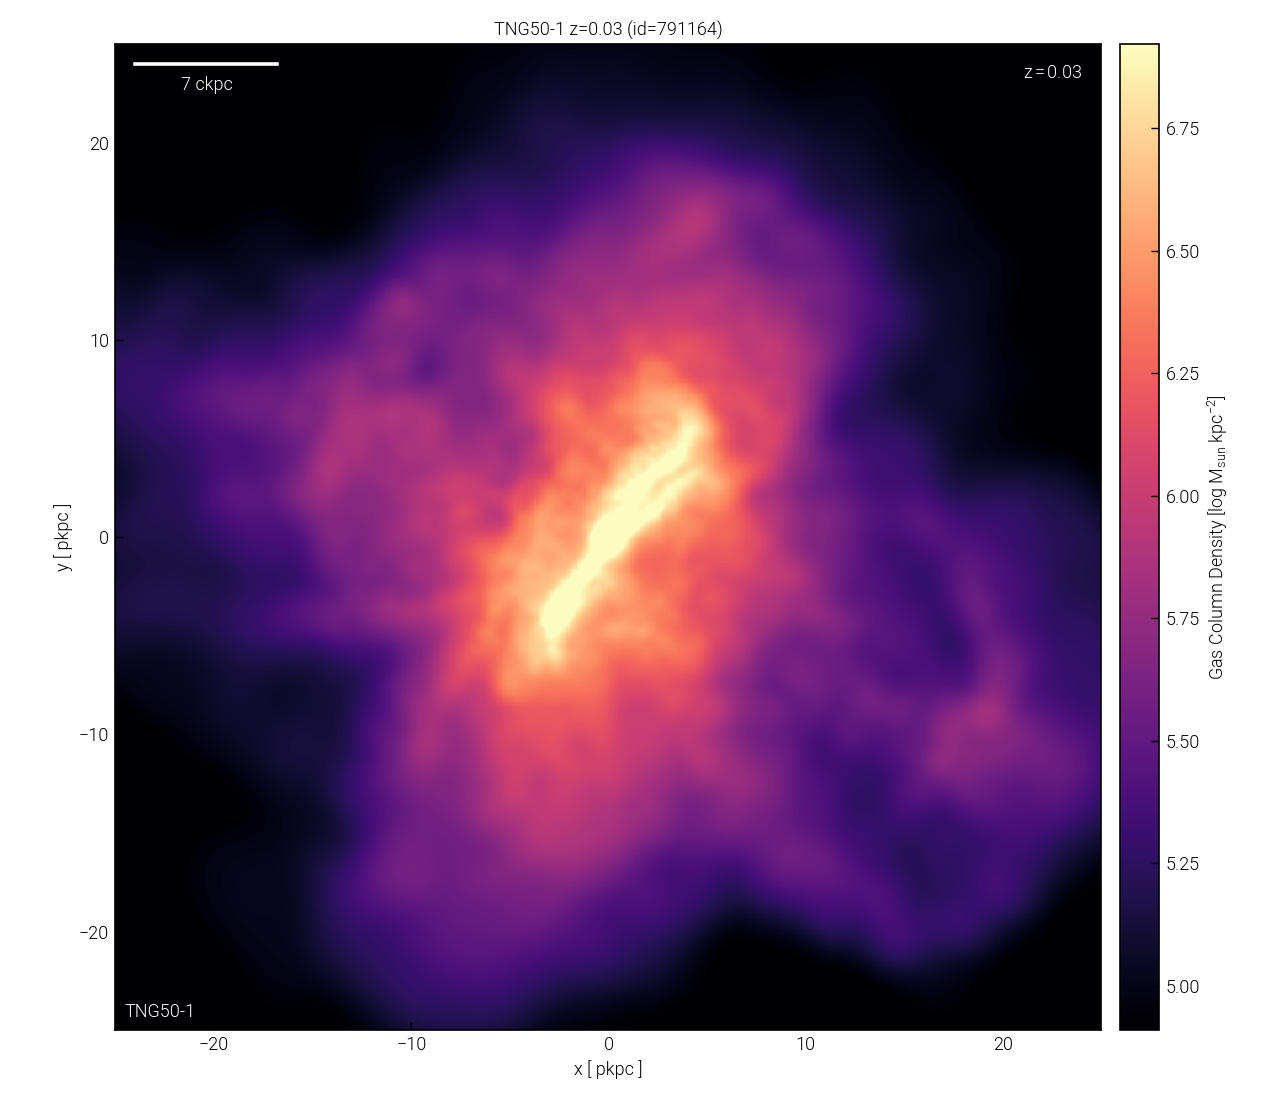 TNG50-1 z=0.03 (id=791164)
7 ckpc
z=0.03
TNG50-1
20
10
0
−10
−20
y [ pkpc ]
−20
−10
0
10
20
x [ pkpc ]
6.75
6.50
6.25
6.00
5.75
5.50
5.25
5.00
Gas Column Density [log Msun kpc−2]